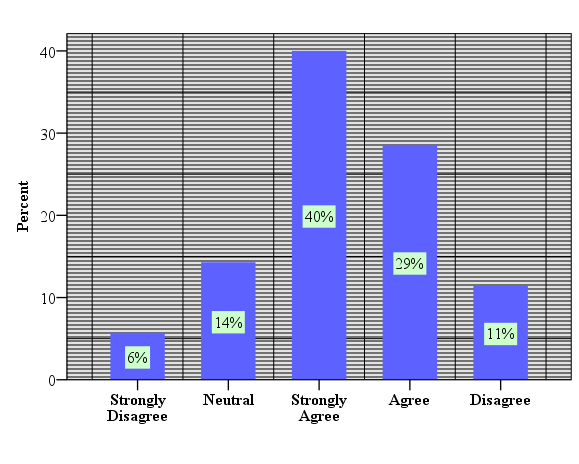 40
30
20
10
0
Percent
6%
14%
40%
29%
11%
Strongly
Disagree
Neutral
Strongly
Agree
Agree
Disagree